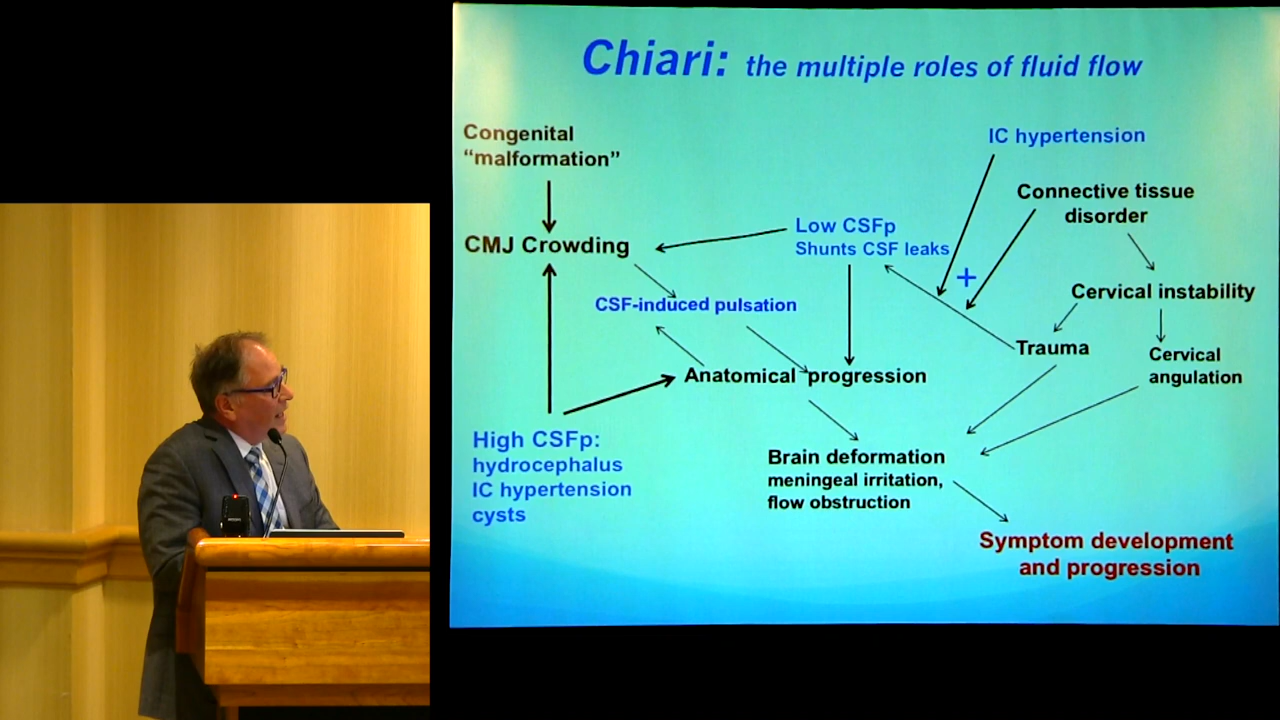 Chiari: the multiple roles of fluid flow
Congenital
“malformation”
IC hypertension
Connective tissue
disorder
Low CSFp
Shunts CSF leaks
CMJ Crowding
+
Cervical instability
CSF-induced pulsation
Trauma
Cervical
angulation
Anatomical progression
High CSFp:
hydrocephalus
IC hypertension
cysts
Brain deformation
meningeal irritation,
flow obstruction
Symptom development
and progression